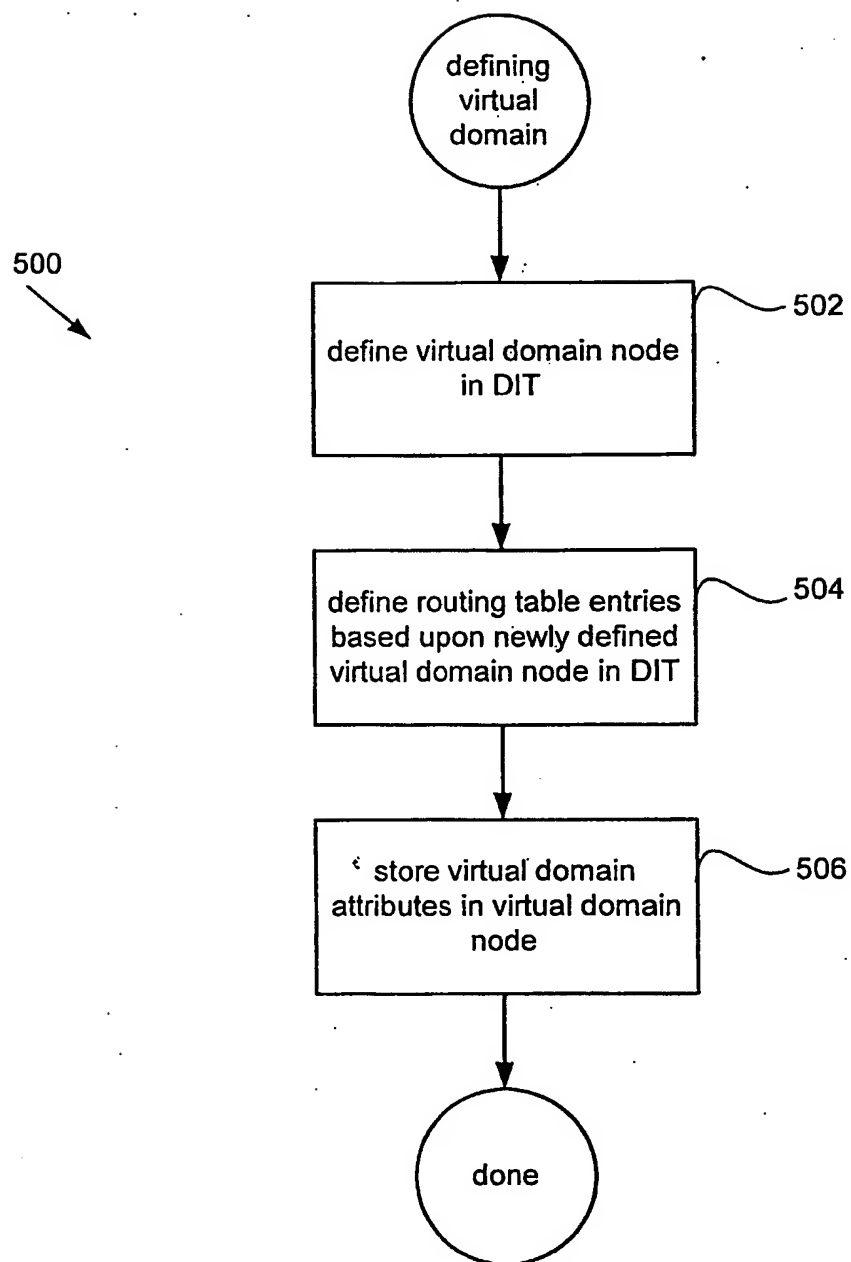 defining
virtual
domain
500
502
define virtual domain node
in DIT
504
define routing table entries
based upon newly defined
virtual domain node in DIT
506
store virtual domain
attributes in virtual domain
node
done